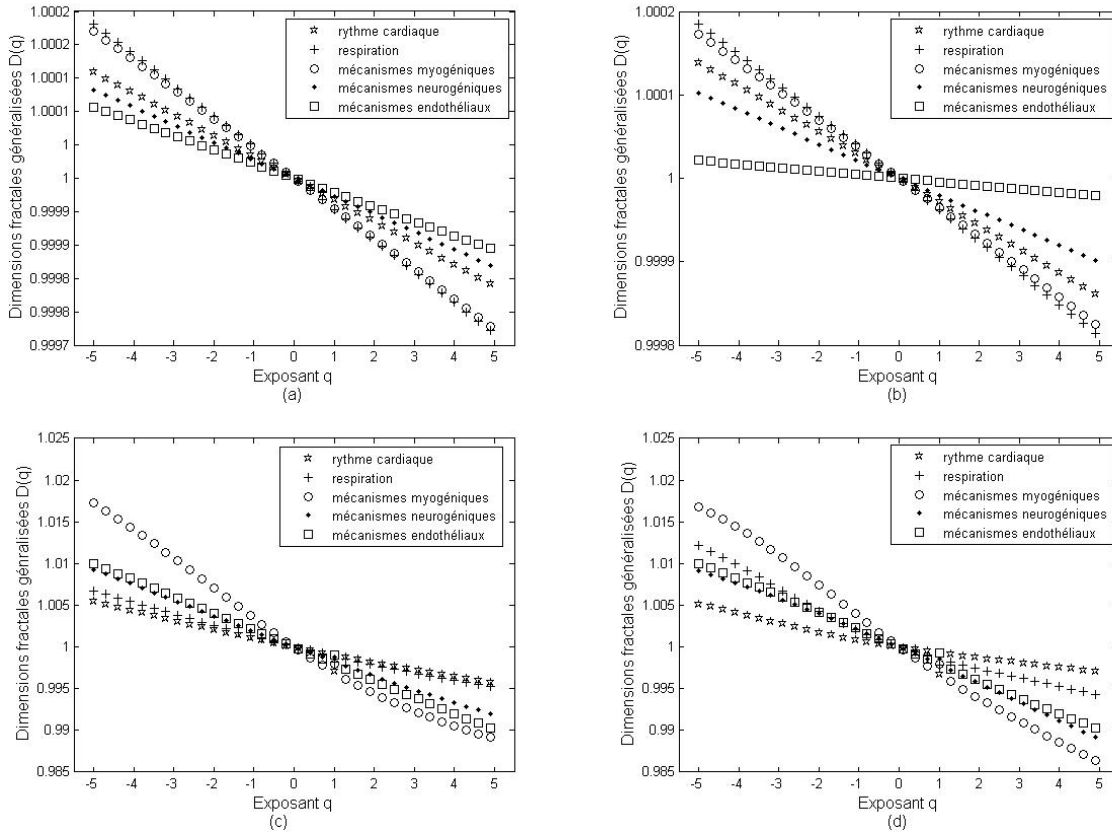 Dimensions fractales généralisées D(q)
1.0002
1.0001
1.0001
1
1
0.9999
0.9999
0.9998
0.9998
0.9997
-5 -4 -3 -2 -1 0 1 2 3 4 5
Exposant q
(a)
rythme cardiaque
respiration
mécanismes myogéniques
mécanismes neurogéniques
mécanismes endothéliaux
Dimensions fractales généralisées D(q)
1.0002
1.0001
1
0.9999
0.9998
-5 -4 -3 -2 -1 0 1 2 3 4 5
Exposant q
(b)
rythme cardiaque
respiration
mécanismes myogéniques
mécanismes neurogéniques
mécanismes endothéliaux
Dimensions fractales génralisées D(q)
1.025
1.02
1.015
1.01
1.005
1
0.995
0.99
0.985
-5 -4 -3 -2 -1 0 1 2 3 4 5
Exposant q
(c)
rythme cardiaque
respiration
mécanismes myogéniques
mécanismes neurogéniques
mécanismes endothéliaux
Dimensions fractales généralisées D(q)
1.025
1.02
1.015
1.01
1.005
1
0.995
0.99
0.985
-5 -4 -3 -2 -1 0 1 2 3 4 5
Exposant q
(d)
rythme cardiaque
respiration
mécanismes myogéniques
mécanismes neurogéniques
mécanismes endothéliaux